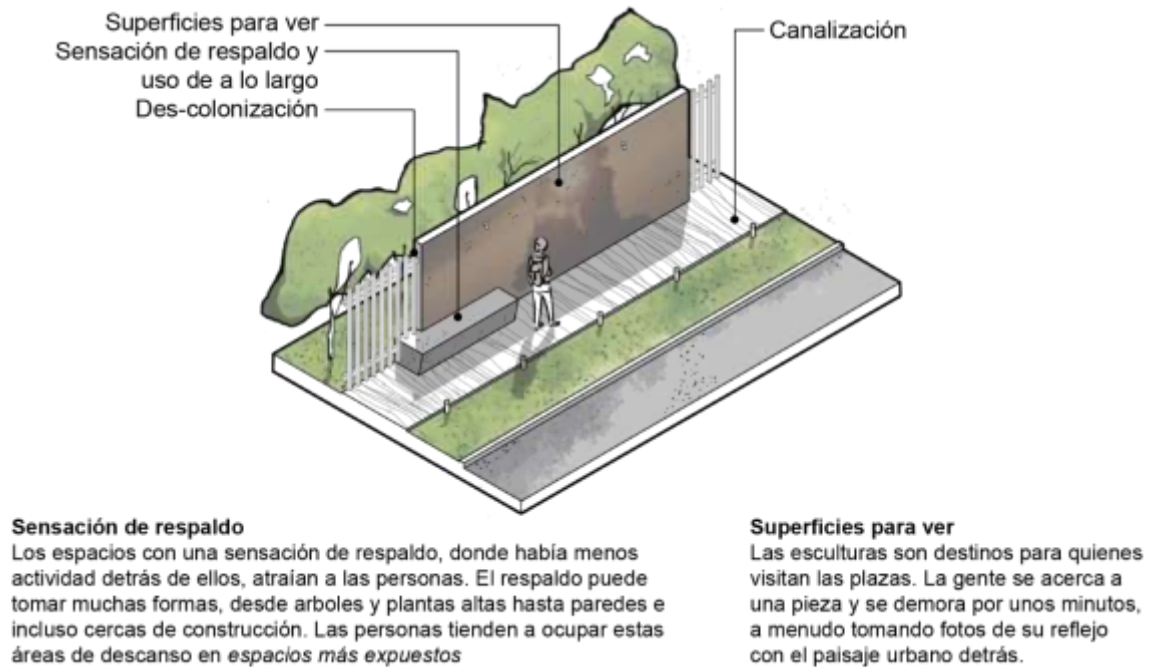 Superficies para ver
Sensación de respaldo y
uso de a lo largo
Des-colonización
Canalización
Sensación de respaldo
Los espacios con una sensación de respaldo, donde había menos
actividad detrás de ellos, atraían a las personas. El respaldo puede
tomar muchas formas, desde arboles y plantas altas hasta paredes e
incluso cercas de construcción. Las personas tienden a ocupar estas
áreas de descanso en espacios más expuestos
Superficies para ver
Las esculturas son destinos para quienes
visitan las plazas. La gente se acerca a
una pieza y se demora por unos minutos,
a menudo tomando fotos de su reflejo
con el paisaje urbano detrás.